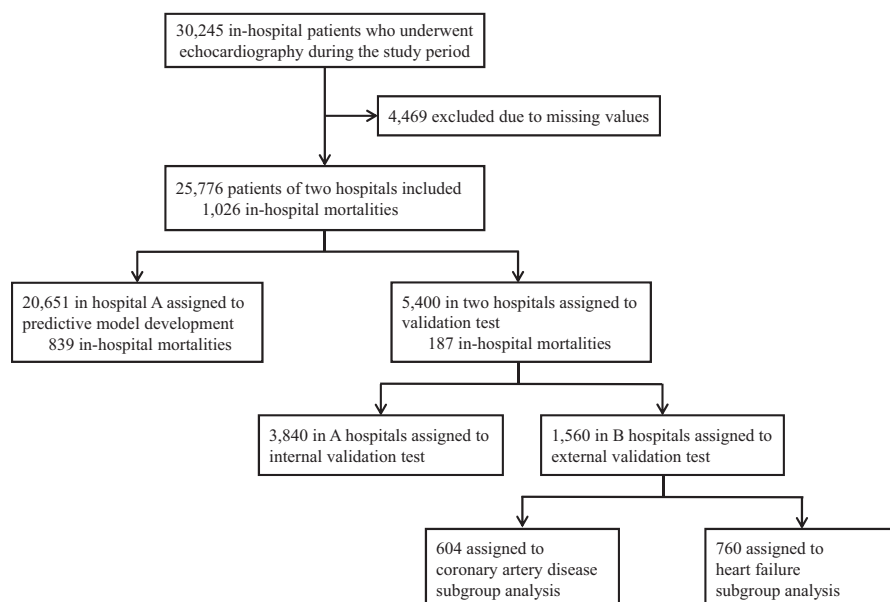 30,245 in-hospital patients who underwent
echocardiography during the study period
4,469 excluded due to missing values
25,776 patients of two hospitals included
1,026 in-hospital mortalities
20,651 in hospital A assigned to
predictive model development
839 in-hospital mortalities
5,400 in two hospitals assigned to
validation test
187 in-hospital mortalities
3,840 in A hospitals assigned to
internal validation test
1,560 in B hospitals assigned to
external validation test
604 assigned to
coronary artery disease
subgroup analysis
760 assigned to
heart failure
subgroup analysis